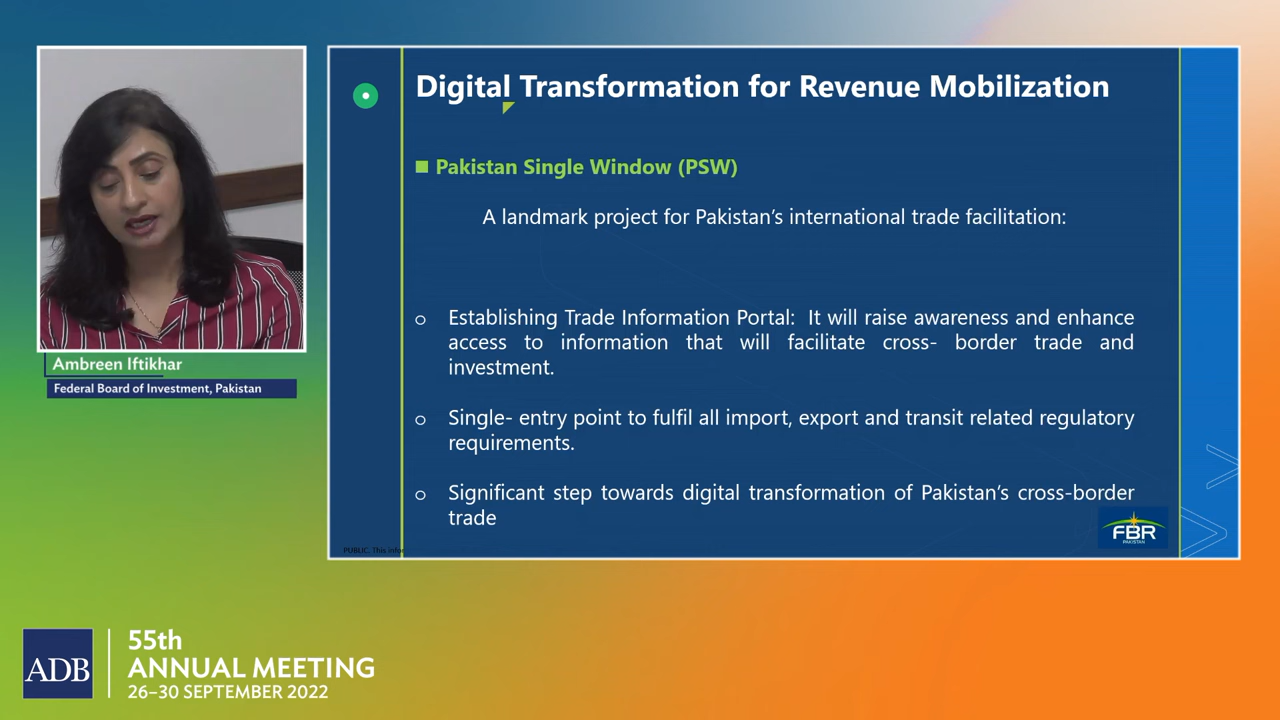 Digital Transformation for Revenue Mobilization
Pakistan Single Window (PSW)
A landmark project for Pakistan’s international trade facilitation:
Establishing Trade Information Portal: It will raise awareness and enhance
access to information that will facilitate cross- border trade and
investment.
Single- entry point to fulfil all import, export and transit related regulatory
requirements.
Significant step towards digital transformation of Pakistan’s cross-border
trade
FBR
PAKISTAN
PUBLIC. This infor
Ambreen Iftikhar
Federal Board of Investment, Pakistan
ADB
55th
ANNUAL MEETING
26–30 SEPTEMBER 2022